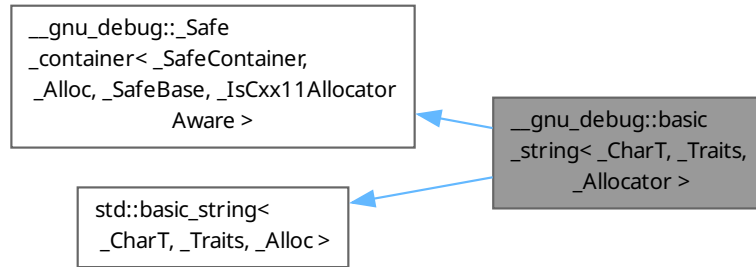 __gnu_debug::_Safe
_container< _SafeContainer,
_Alloc, _SafeBase, _IsCxx11Allocator
Aware >
__gnu_debug::basic
_string< _CharT, _Traits,
_Allocator >
std::basic_string<
_CharT, _Traits, _Alloc >